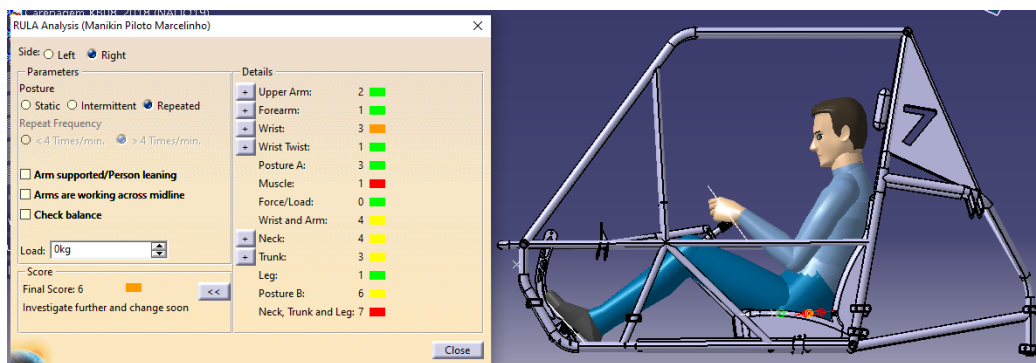 Carenagem KB08_2018 (NAUO19)
RULA Analysis (Manikin Piloto Marcelinho)
Side: Left Right
Parameters
Posture
Static Intermittent Repeated
Repeat Frequency
< 4 Times/min. > 4 Times/min.
Arm supported/Person leaning
Arms are working across midline
Check balance
Load: 0kg
Score
Final Score: 6
<<
Investigate further and change soon
Details
+ Upper Arm: 2
+ Forearm: 1
+ Wrist: 3
+ Wrist Twist: 1
Posture A: 3
Muscle: 1
Force/Load: 0
Wrist and Arm: 4
+ Neck: 4
+ Trunk: 3
Leg: 1
Posture B: 6
Neck, Trunk and Leg: 7
Close
7